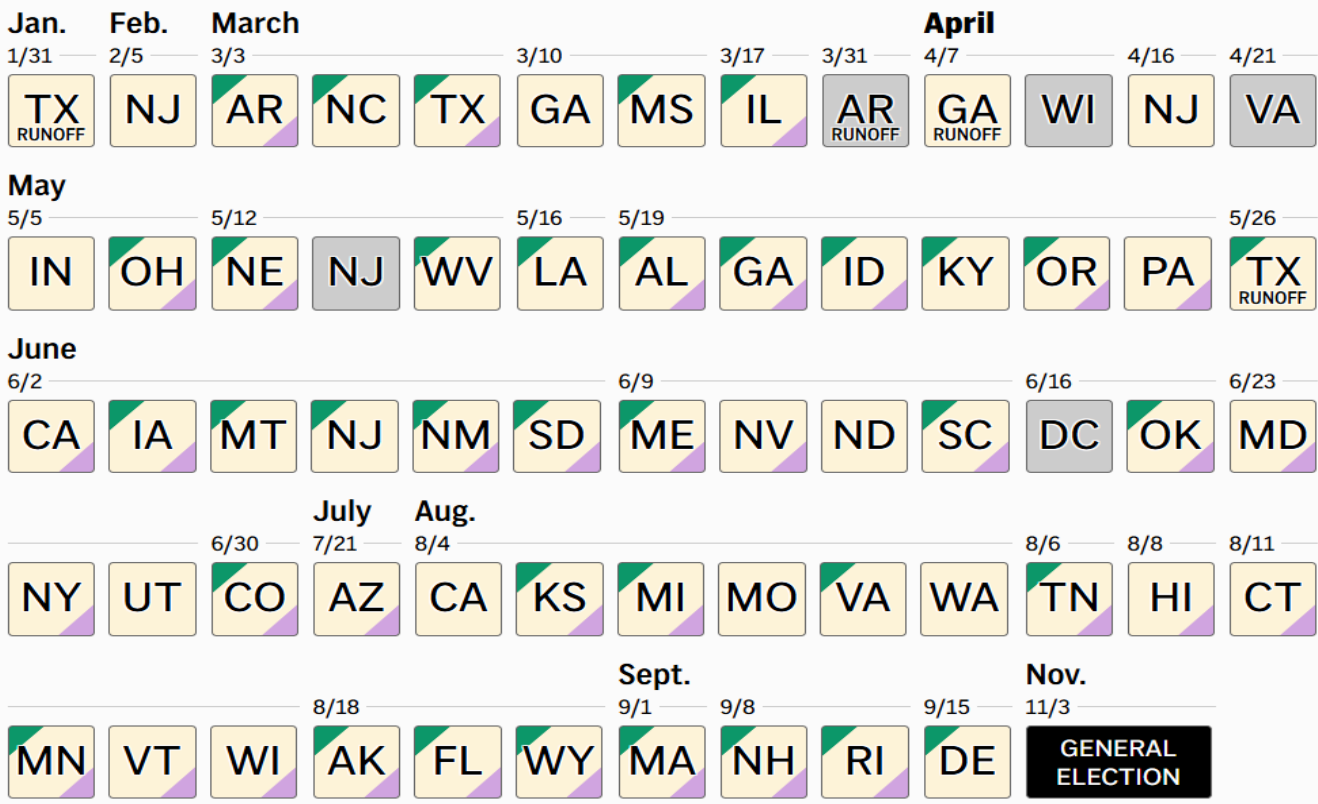 Jan. Feb. March April
1/31 2/5 3/3 3/10 3/17 3/31 4/7 4/16 4/21
TX NJ AR NC TX GA MS IL AR GA WI NJ VA
RUNOFF RUNOFF RUNOFF
May
5/5 5/12 5/16 5/19 5/26
IN OH NE NJ WV LA AL GA ID KY OR PA TX
RUNOFF
June
6/2 6/9 6/16 6/23
CA IA MT NJ NM SD ME NV ND SC DC OK MD
July Aug.
6/30 7/21 8/4 8/6 8/8 8/11
NY UT CO AZ CA KS MI MO VA WA TN HI CT
Sept. Nov.
8/18 9/1 9/8 9/15 11/3
MN VT WI AK FL WY MA NH RI DE GENERAL
ELECTION